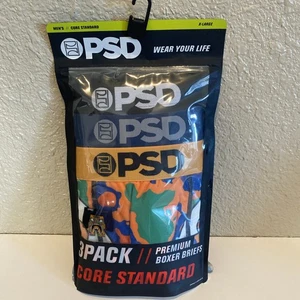 MEN'S // CORE STANDARD
X-LARGE
PSD
WEAR YOUR LIFE
PSD
PSD
PSD
3PACK // PREMIUM
BOXER BRIEFS
CORE STANDARD